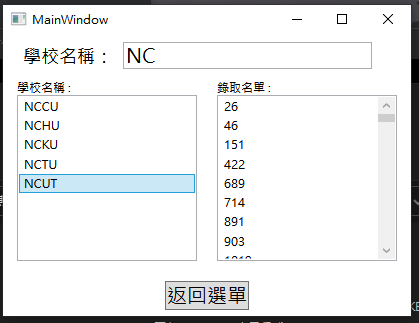 MainWindow
學校名稱： NC
學校名稱：
錄取名單：
NCCU
NCHU
NCKU
NCTU
NCUT
26
46
151
422
689
714
891
903
返回選單